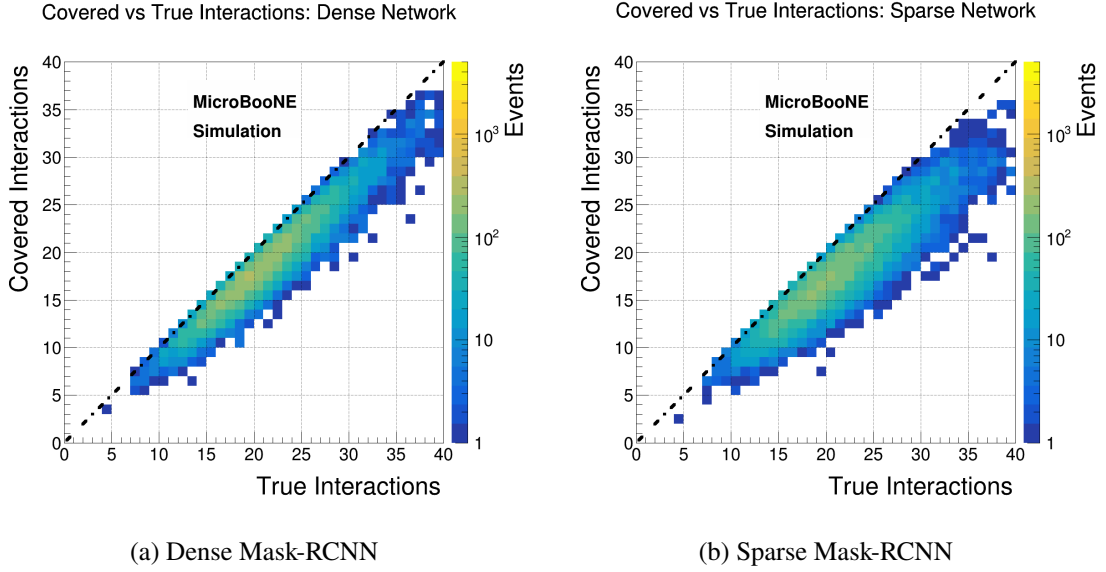 Covered vs True Interactions: Dense Network
MicroBooNE
Simulation
Covered Interactions
40
35
30
25
20
15
10
5
0
0 5 10 15 20 25 30 35 40
True Interactions
Events
10³
10²
10
1
(a) Dense Mask-RCNN
Covered vs True Interactions: Sparse Network
MicroBooNE
Simulation
Covered Interactions
40
35
30
25
20
15
10
5
0
0 5 10 15 20 25 30 35 40
True Interactions
Events
10³
10²
10
1
(b) Sparse Mask-RCNN